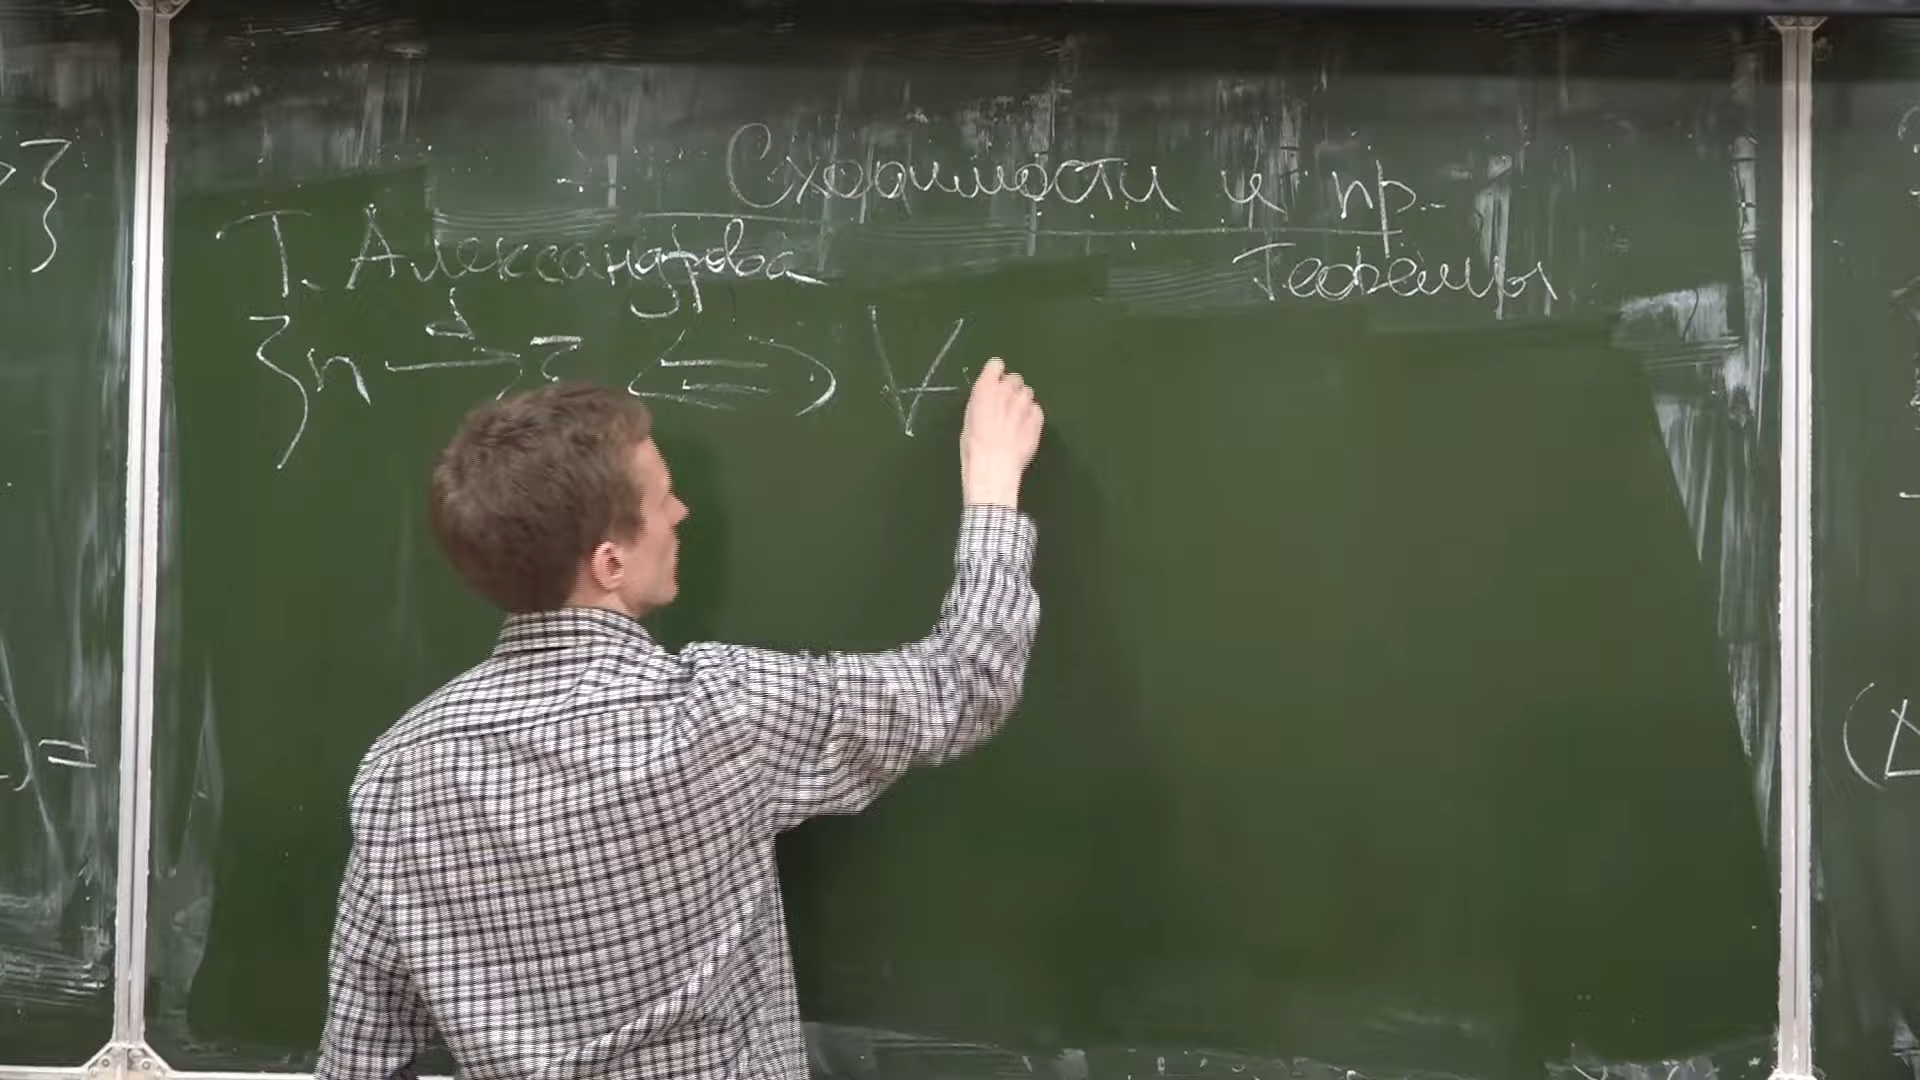 Сходимости и пр.
Теоремы
Т. Александрова
ξn →d ξ ⇔ ∀
}
) =
(Δ